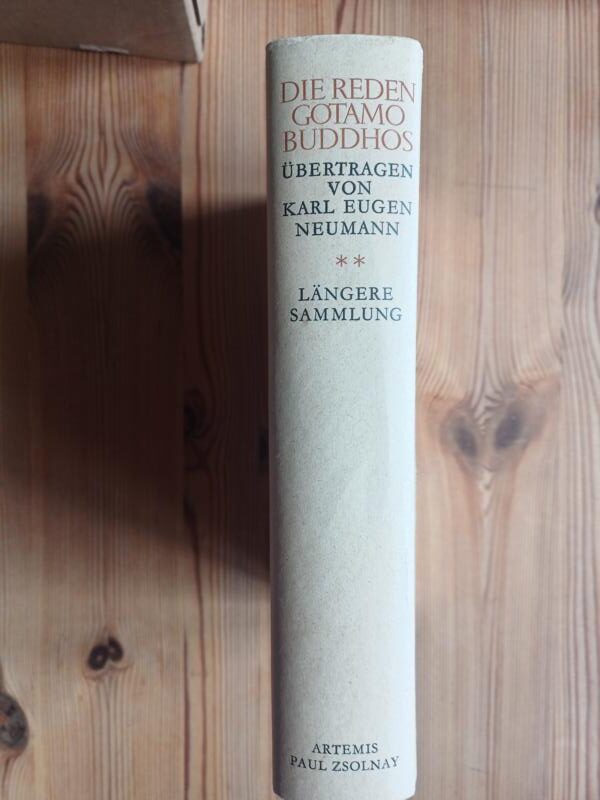 DIE REDEN
GOTAMO
BUDDHOS
ÜBERTRAGEN
VON
KARL EUGEN
NEUMANN
**
LÄNGERE
SAMMLUNG
ARTEMIS
PAUL ZSOLNAY